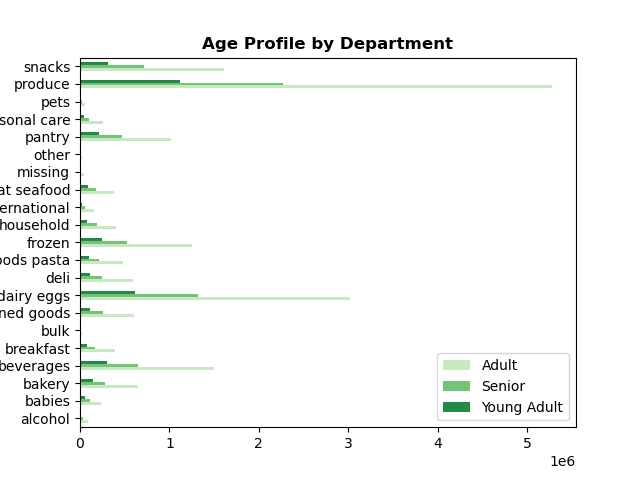 Age Profile by Department
snacks
produce
pets
sonal care
pantry
other
missing
at seafood
ernational
household
frozen
oods pasta
deli
dairy eggs
ned goods
bulk
breakfast
beverages
bakery
babies
alcohol
Adult
Senior
Young Adult
0 1 2 3 4 5
1e6